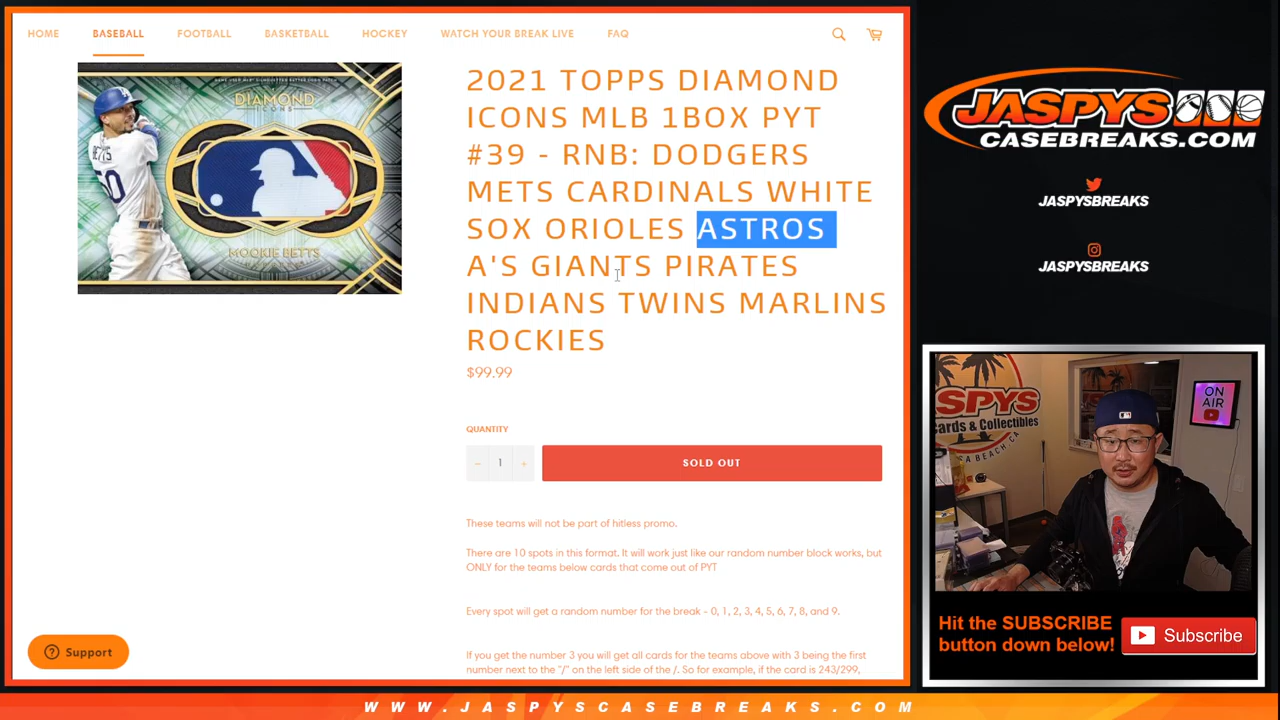 HOME BASEBALL FOOTBALL BASKETBALL HOCKEY WATCH YOUR BREAK LIVE FAQ
DIAMOND
ICONS
BETTS
50
MOOKIE BETTS
2021 TOPPS DIAMOND
ICONS MLB 1BOX PYT
#39 - RNB: DODGERS
METS CARDINALS WHITE
SOX ORIOLES ASTROS
A'S GIANTS PIRATES
INDIANS TWINS MARLINS
ROCKIES
$99.99
QUANTITY
− 1 +
SOLD OUT
These teams will not be part of hitless promo.
There are 10 spots in this format. It will work just like our random number block works, but
ONLY for the teams below cards that come out of PYT
Every spot will get a random number for the break - 0, 1, 2, 3, 4, 5, 6, 7, 8, and 9.
If you get the number 3 you will get all cards for the teams above with 3 being the first
number next to the "/" on the left side of the /. So for example, if the card is 243/299,
Support
JASPYS
CASEBREAKS.COM
JASPYSBREAKS
JASPYSBREAKS
ASPYS
ards & Collectibles
SA BEACH CA
ON
AIR
Hit the SUBSCRIBE
button down below!
Subscribe
WWW.JASPYSCASEBREAKS.COM